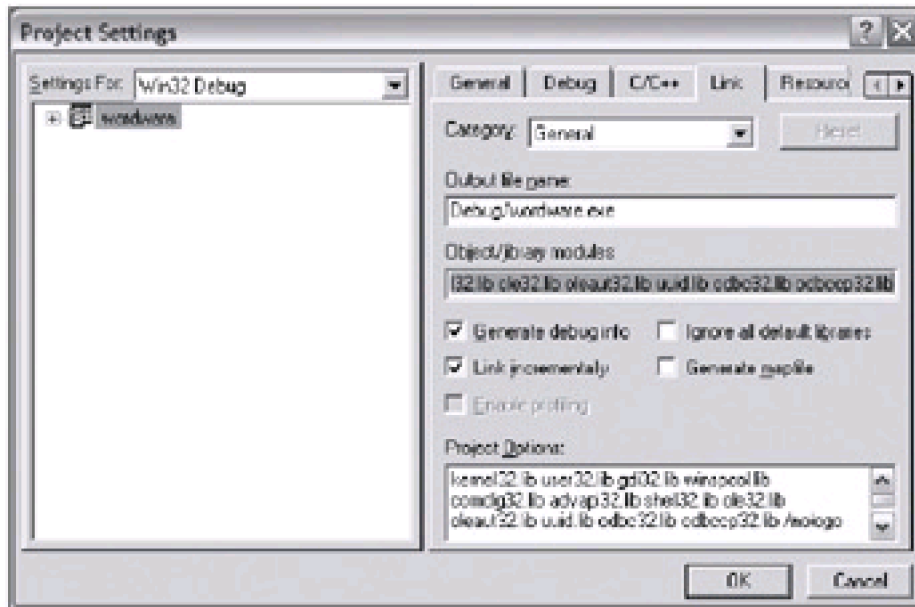 Project Settings
Settings For: Win32 Debug
wordware
General Debug C/C++ Link Resourc
Category: General
Reset
Output file name:
Debug/wordware.exe
Object/library modules:
l32.lib ole32.lib oleaut32.lib uuid.lib odbc32.lib odbccp32.lib
Generate debug info Ignore all default libraries
Link incrementally Generate mapfile
Enable profiling
Project Options:
kernel32.lib user32.lib gdi32.lib winspool.lib
comdlg32.lib advapi32.lib shell32.lib ole32.lib
oleaut32.lib uuid.lib odbc32.lib odbccp32.lib /nologo
OK Cancel